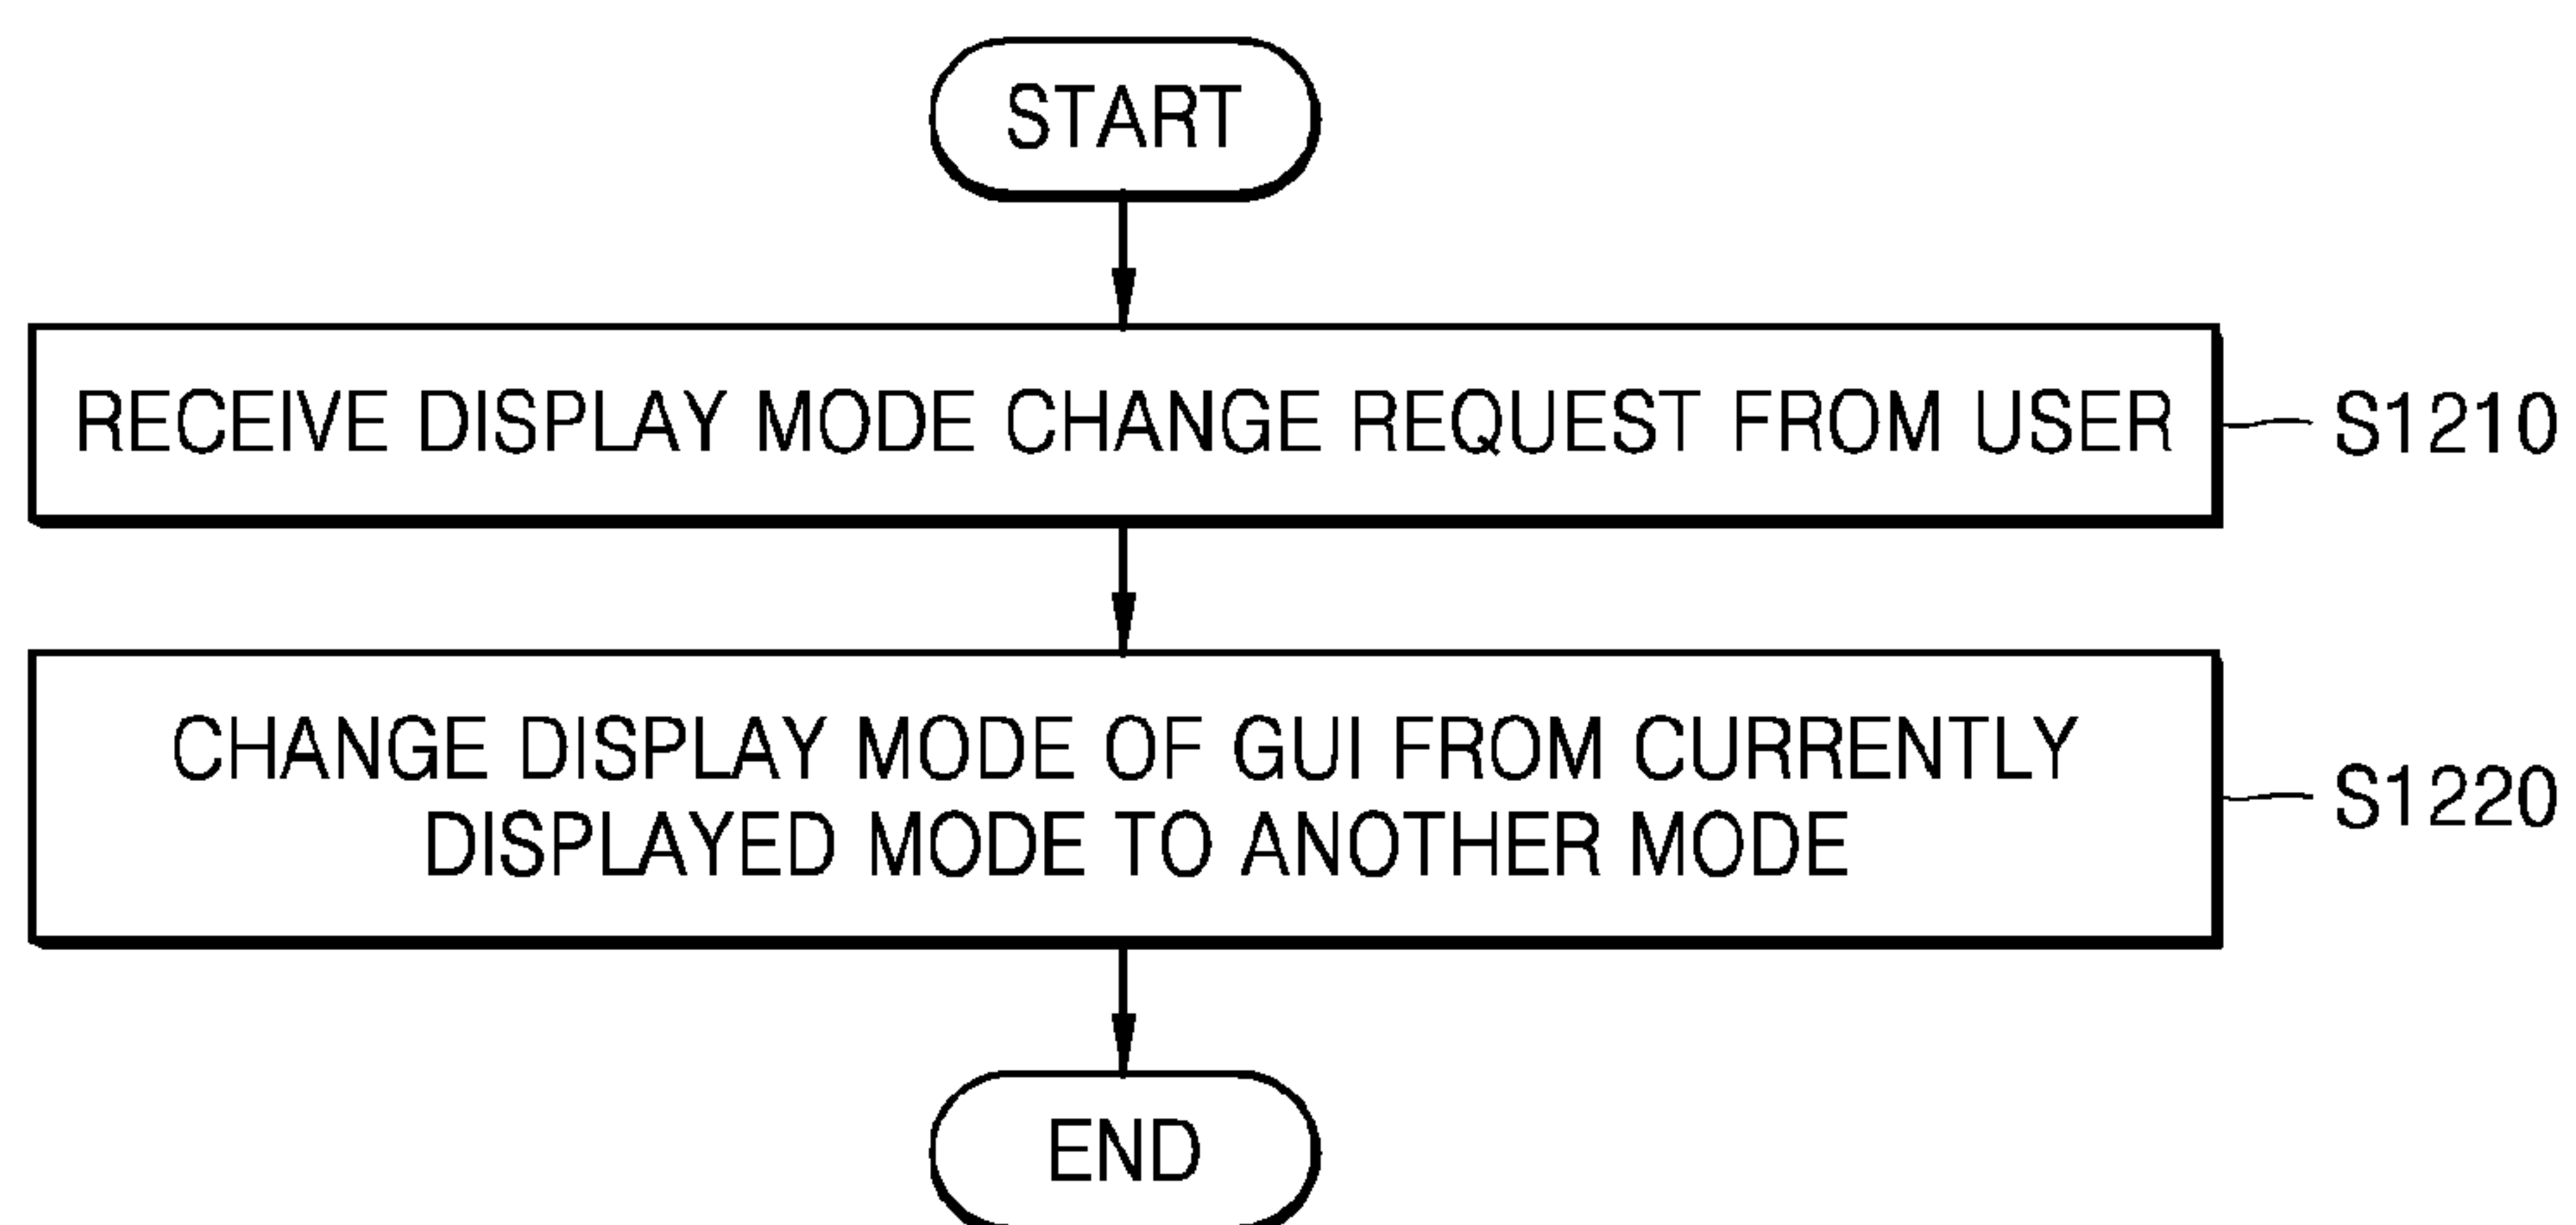 START
RECEIVE DISPLAY MODE CHANGE REQUEST FROM USER
S1210
CHANGE DISPLAY MODE OF GUI FROM CURRENTLY
DISPLAYED MODE TO ANOTHER MODE
S1220
END